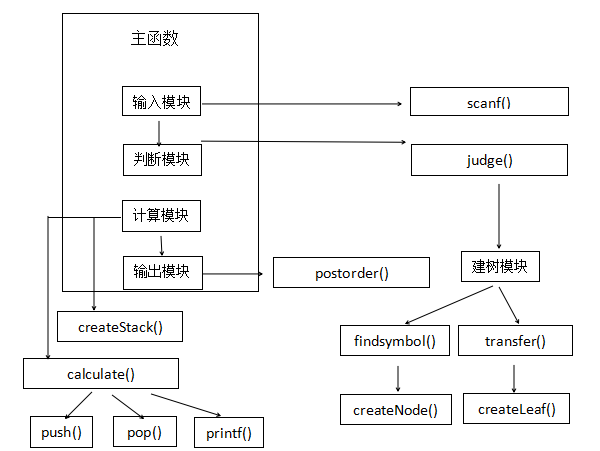 主函数
输入模块
scanf()
判断模块
judge()
计算模块
输出模块
postorder()
建树模块
createStack()
findsymbol()
transfer()
calculate()
createNode()
createLeaf()
push()
pop()
printf()